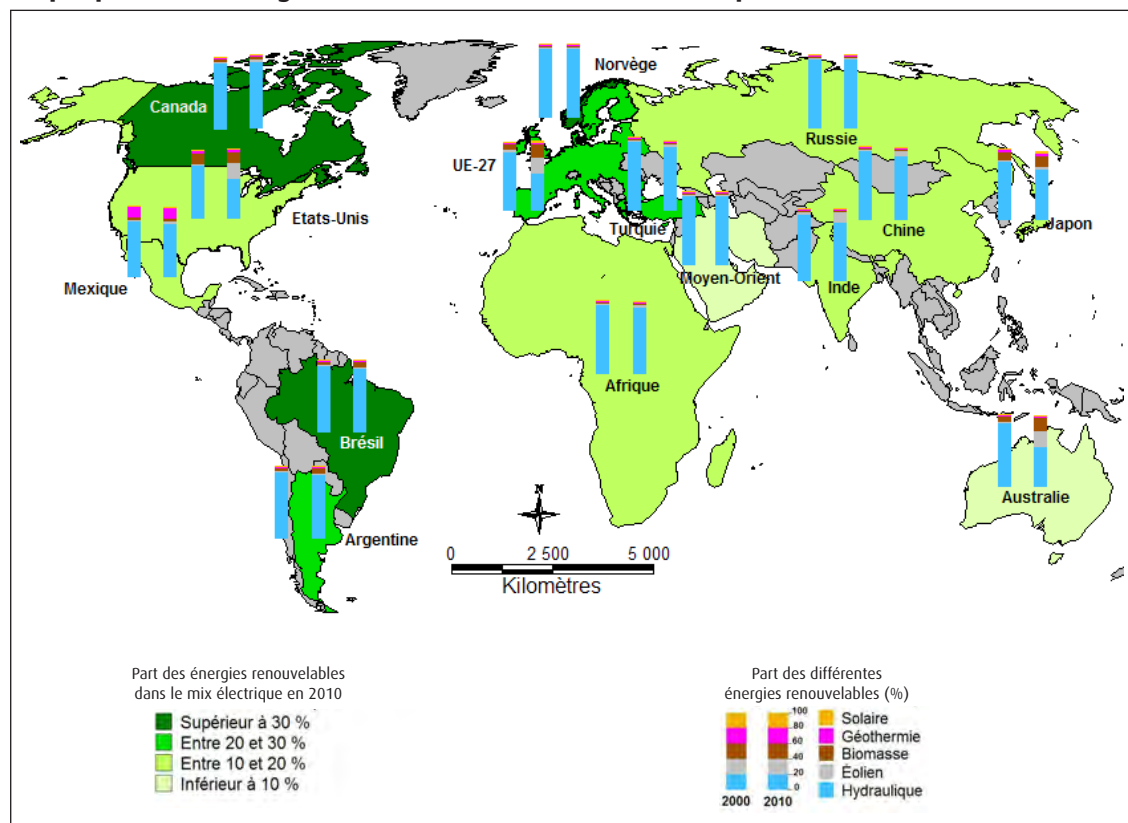 Norvège
Canada
Russie
UE-27
Etats-Unis
Turquie
Chine
Japon
Mexique
Moyen-Orient
Inde
Afrique
Brésil
Australie
N
Argentine
0 2 500 5 000
Kilomètres
Part des énergies renouvelables
dans le mix électrique en 2010
Supérieur à 30 %
Entre 20 et 30 %
Entre 10 et 20 %
Inférieur à 10 %
Part des différentes
énergies renouvelables (%)
100
80
60
40
20
0
2000 2010
Solaire
Géothermie
Biomasse
Éolien
Hydraulique